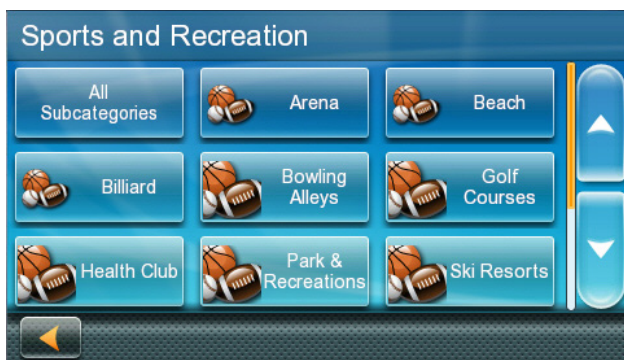 Sports and Recreation
All
Subcategories
Arena
Beach
Billiard
Bowling
Alleys
Golf
Courses
Health Club
Park &
Recreations
Ski Resorts